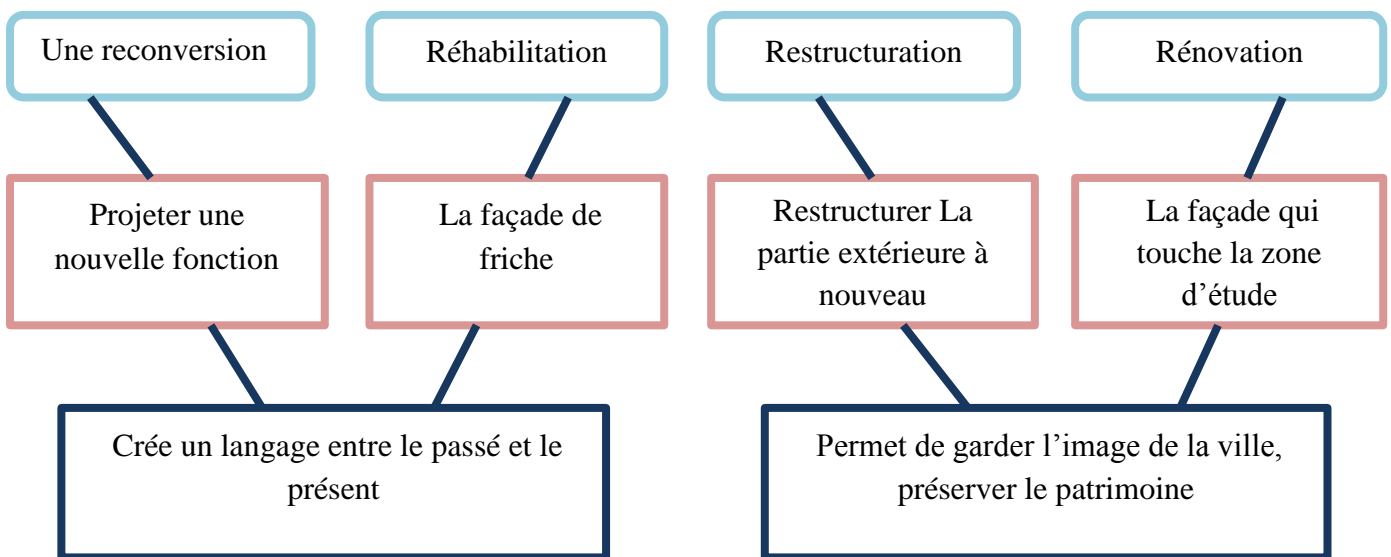 Une reconversion
Réhabilitation
Restructuration
Rénovation
Projeter une
nouvelle fonction
La façade de
friche
Restructurer La
partie extérieure à
nouveau
La façade qui
touche la zone
d’étude
Crée un langage entre le passé et le
présent
Permet de garder l’image de la ville,
préserver le patrimoine